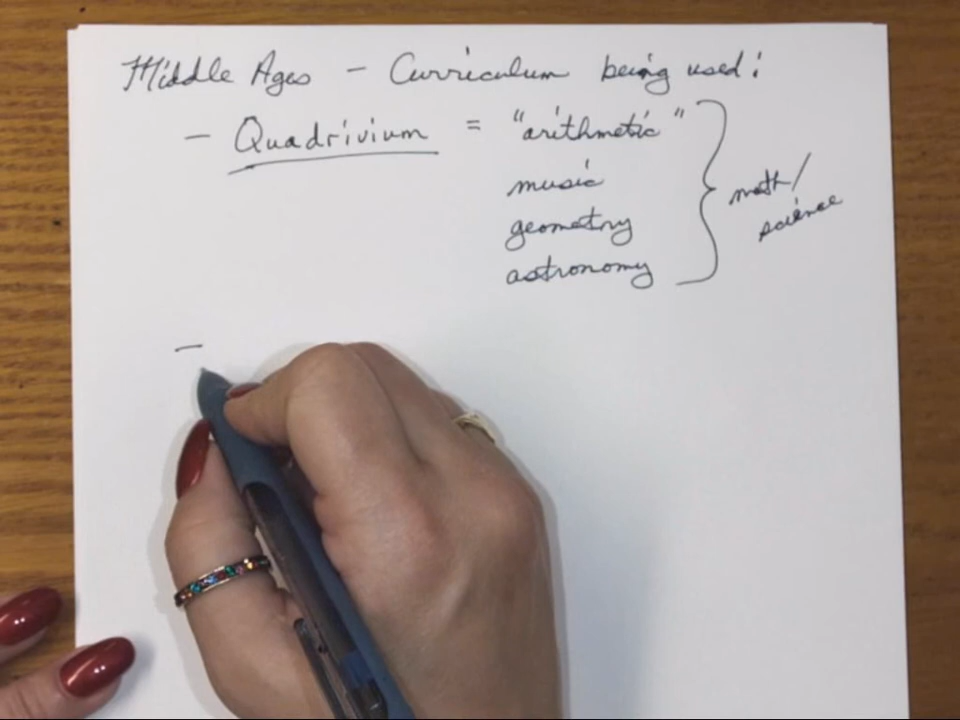 Middle Ages - Curriculum being used:
- Quadrivium = "arithmetic"
music
geometry
astronomy
math/
science
-